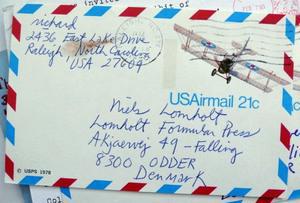 richard
2436 East Lake Drive
Raleigh, North Carolina
USA 27609
USAirmail 21c
Niels Lomholt
Lomholt Formular Press
Akjaervej 49 - Falling
8300 ODDER
Denmark
© USPS 1978